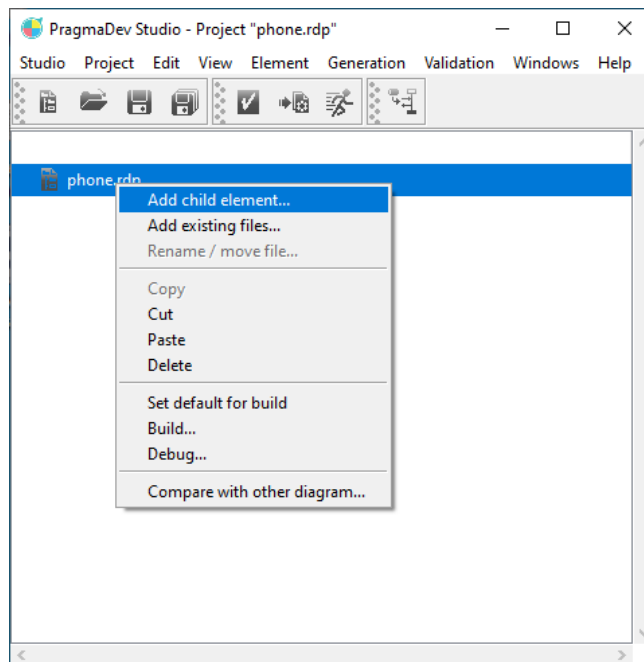 PragmaDev Studio - Project "phone.rdp"
Studio Project Edit View Element Generation Validation Windows Help
phone.rdp
Add child element...
Add existing files...
Rename / move file...
Copy
Cut
Paste
Delete
Set default for build
Build...
Debug...
Compare with other diagram...